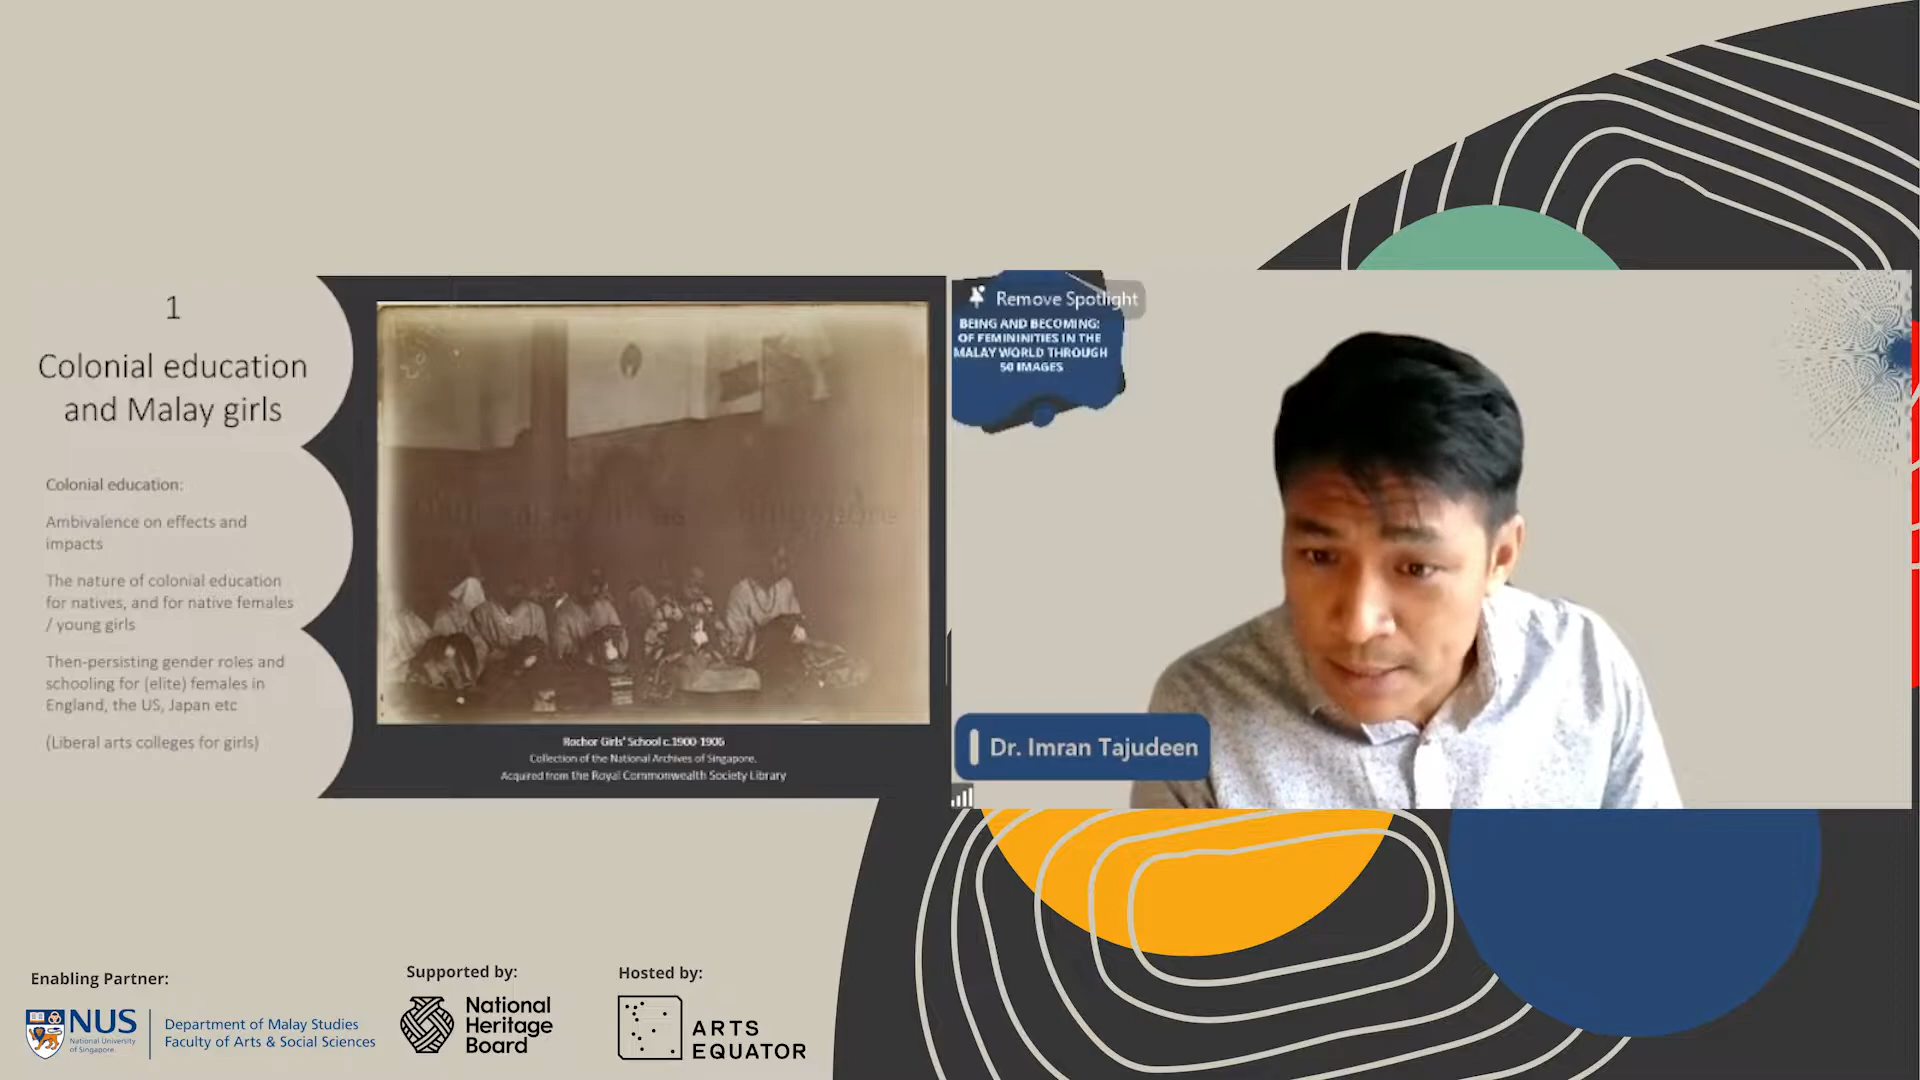 1
Colonial education
and Malay girls
Colonial education:
Ambivalence on effects and
impacts
The nature of colonial education
for natives, and for native females
/ young girls
Then-persisting gender roles and
schooling for (elite) females in
England, the US, Japan etc
(Liberal arts colleges for girls)
Rochor Girls' School c.1900-1906
Collection of the National Archives of Singapore.
Acquired from the Royal Commonwealth Society Library
Remove Spotlight
BEING AND BECOMING:
OF FEMININITIES IN THE
MALAY WORLD THROUGH
50 IMAGES
Dr. Imran Tajudeen
Enabling Partner:
NUS
National University
of Singapore
Department of Malay Studies
Faculty of Arts & Social Sciences
Supported by:
National
Heritage
Board
Hosted by:
ARTS
EQUATOR